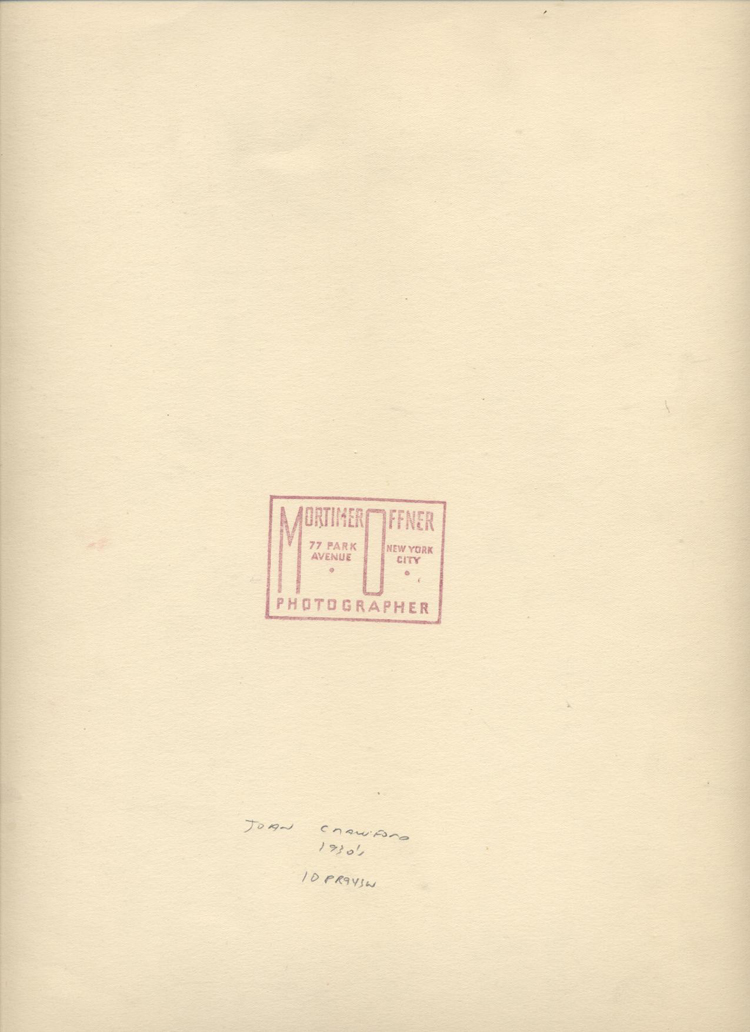 MORTIMER OFFNER
77 PARK AVENUE
NEW YORK CITY
PHOTOGRAPHER
JOAN CRAWFORD
1930's